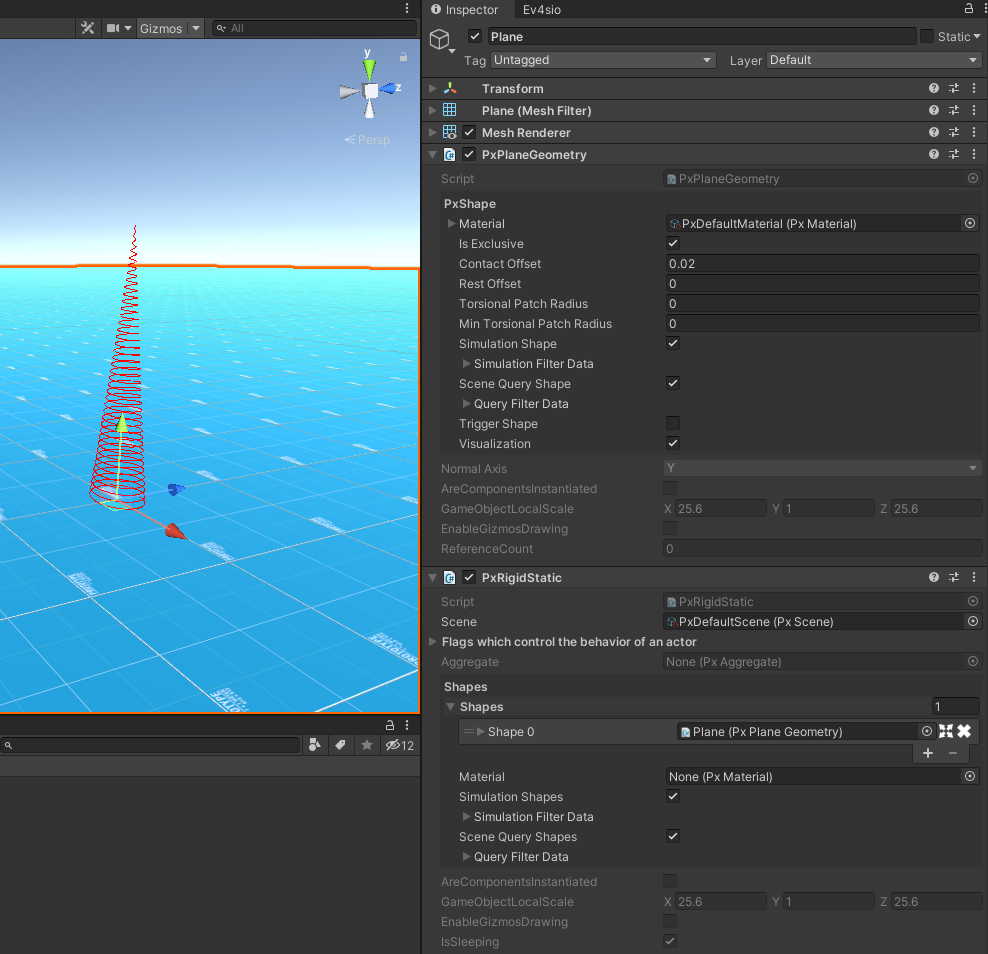 Inspector Ev4sio
Gizmos All
Plane Static
Tag Untagged Layer Default
y
z
Persp
Transform
Plane (Mesh Filter)
Mesh Renderer
PxPlaneGeometry
Script PxPlaneGeometry
PxShape
Material PxDefaultMaterial (Px Material)
Is Exclusive
Contact Offset 0.02
Rest Offset 0
Torsional Patch Radius 0
Min Torsional Patch Radius 0
Simulation Shape
Simulation Filter Data
Scene Query Shape
Query Filter Data
Trigger Shape
Visualization
Normal Axis Y
AreComponentsInstantiated
GameObjectLocalScale X 25.6 Y 1 Z 25.6
EnableGizmosDrawing
ReferenceCount 0
PxRigidStatic
Script PxRigidStatic
Scene PxDefaultScene (Px Scene)
Flags which control the behavior of an actor
Aggregate None (Px Aggregate)
Shapes
Shapes 1
Shape 0 Plane (Px Plane Geometry)
12
Material None (Px Material)
Simulation Shapes
Simulation Filter Data
Scene Query Shapes
Query Filter Data
AreComponentsInstantiated
GameObjectLocalScale X 25.6 Y 1 Z 25.6
EnableGizmosDrawing
IsSleeping